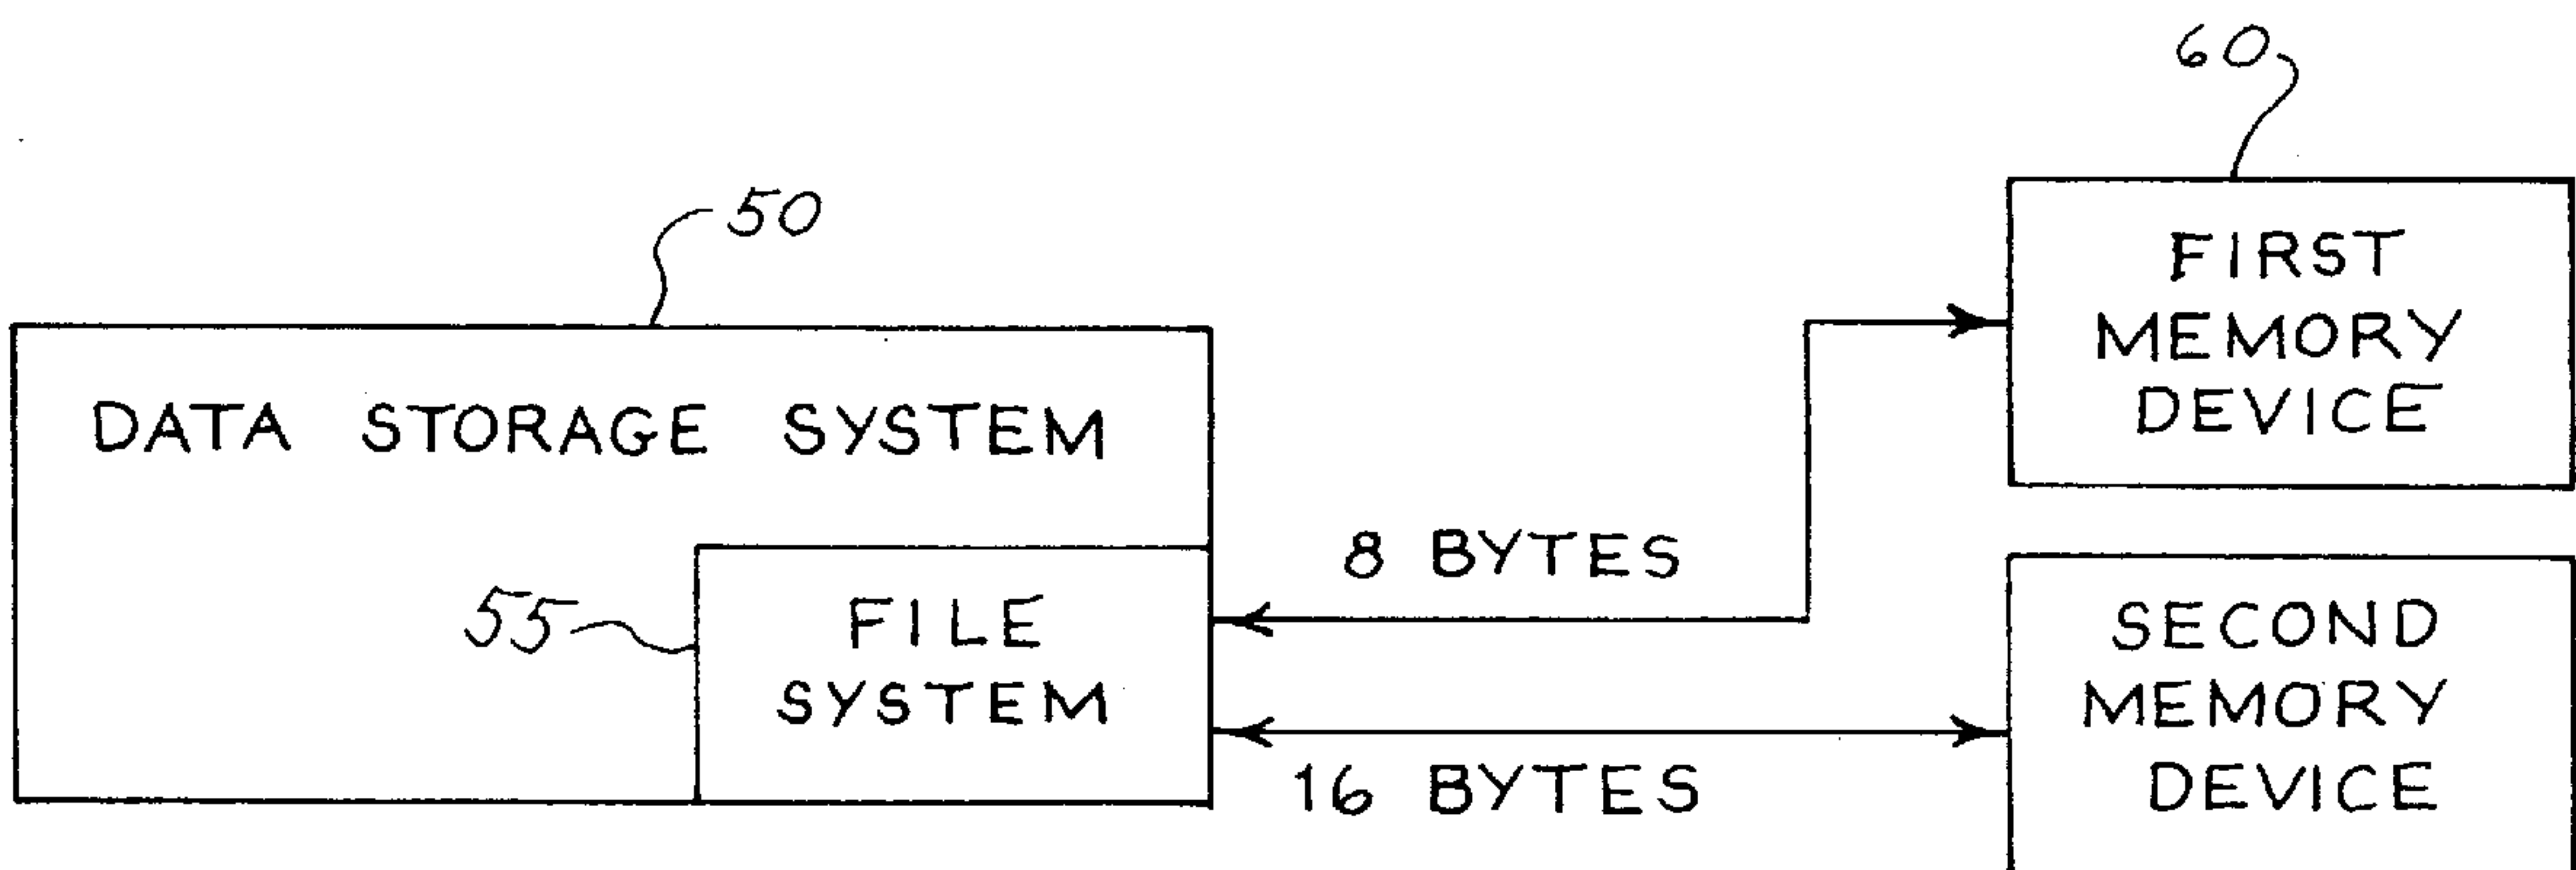 60
50
FIRST
MEMORY
DEVICE
DATA STORAGE SYSTEM
8 BYTES
55
FILE
SYSTEM
SECOND
MEMORY
DEVICE
16 BYTES